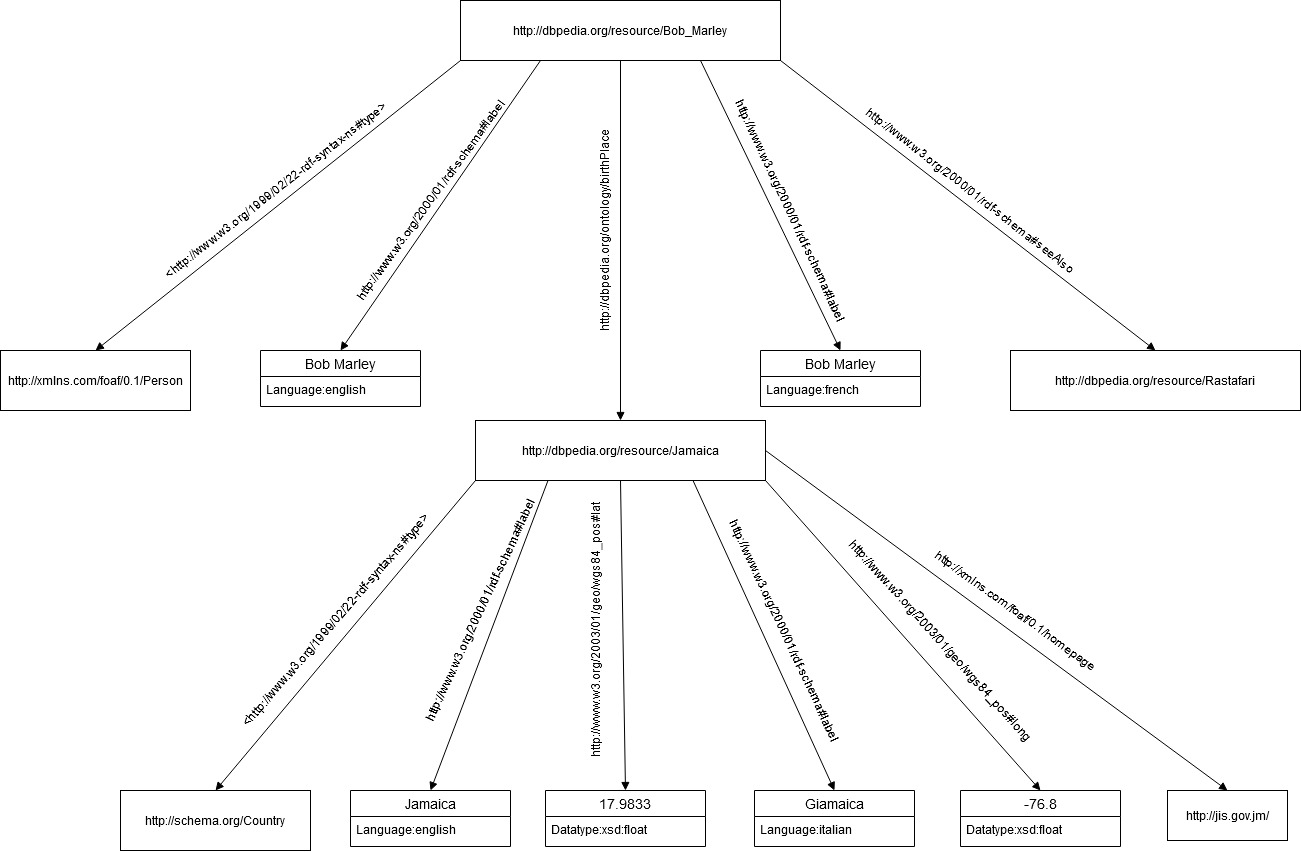 http://dbpedia.org/resource/Bob_Marley
<http://www.w3.org/1999/02/22-rdf-syntax-ns#type>
http://www.w3.org/2000/01/rdf-schema#label
http://dbpedia.org/ontology/birthPlace
http://www.w3.org/2000/01/rdf-schema#label
http://www.w3.org/2000/01/rdf-schema#seeAlso
http://xmlns.com/foaf/0.1/Person
Bob Marley
Language:english
Bob Marley
Language:french
http://dbpedia.org/resource/Rastafari
http://dbpedia.org/resource/Jamaica
<http://www.w3.org/1999/02/22-rdf-syntax-ns#type>
http://www.w3.org/2000/01/rdf-schema#label
http://www.w3.org/2003/01/geo/wgs84_pos#lat
http://www.w3.org/2000/01/rdf-schema#label
http://www.w3.org/2003/01/geo/wgs84_pos#long
http://xmlns.com/foaf/0.1/homepage
http://schema.org/Country
Jamaica
Language:english
17.9833
Datatype:xsd:float
Giamaica
Language:italian
-76.8
Datatype:xsd:float
http://jis.gov.jm/